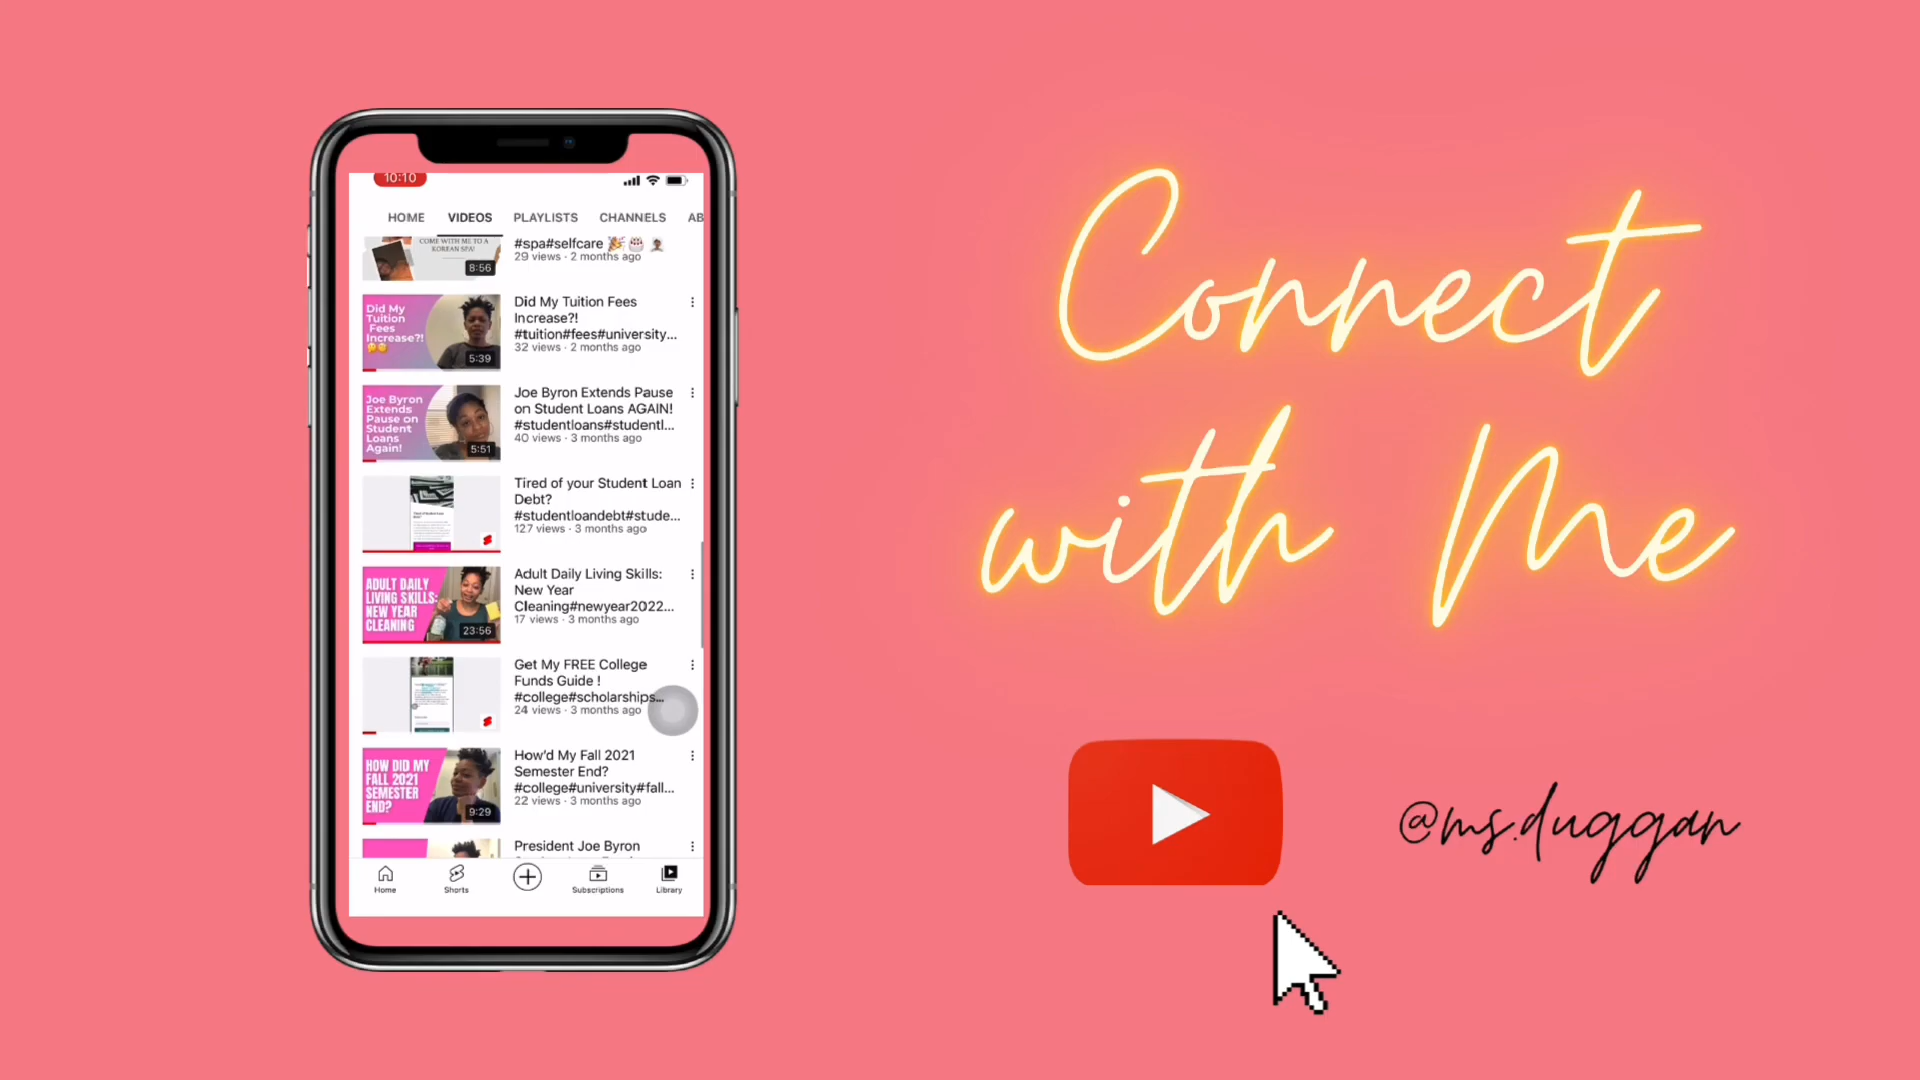 10:10
HOME VIDEOS PLAYLISTS CHANNELS AB
COME WITH ME TO A
KOREAN SPA!
8:56
#spa#selfcare 🎉 🎂 💆🏾
29 views · 2 months ago
Did My
Tuition
Fees
Increase?!
5:39
Did My Tuition Fees
Increase?!
#tuition#fees#university...
32 views · 2 months ago
Joe Byron
Extends
Pause on
Student
Loans
Again!
5:51
Joe Byron Extends Pause
on Student Loans AGAIN!
#studentloans#studentl...
40 views · 3 months ago
Tired of your Student Loan
Debt?
#studentloandebt#stude...
127 views · 3 months ago
ADULT DAILY
LIVING SKILLS:
NEW YEAR
CLEANING
23:56
Adult Daily Living Skills:
New Year
Cleaning#newyear2022...
17 views · 3 months ago
Get My FREE College
Funds Guide !
#college#scholarships...
24 views · 3 months ago
HOW DID MY
FALL 2021
SEMESTER
END?
9:29
How'd My Fall 2021
Semester End?
#college#university#fall...
22 views · 3 months ago
President Joe Byron
Home Shorts Subscriptions Library
Connect
with Me
@ms.duggan